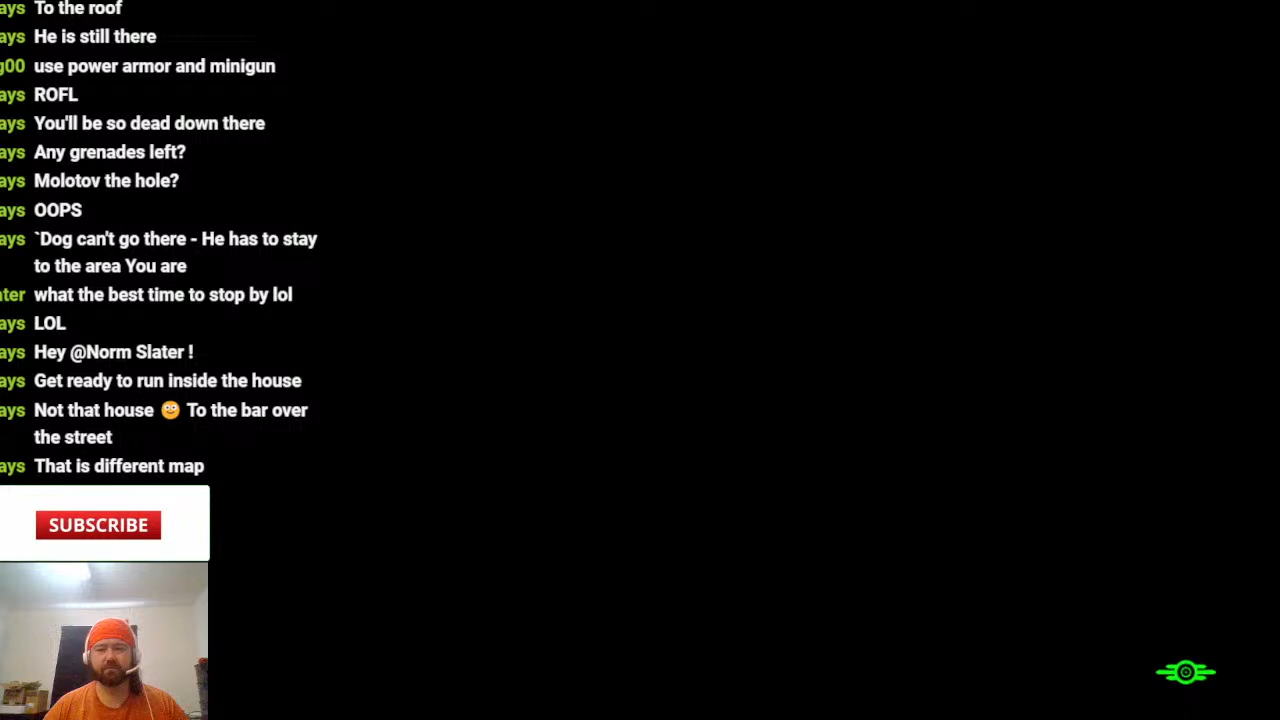 ays To the roof
ays He is still there
g00 use power armor and minigun
ays ROFL
ays You'll be so dead down there
ays Any grenades left?
ays Molotov the hole?
ays OOPS
ays `Dog can't go there - He has to stay
to the area You are
ater what the best time to stop by lol
ays LOL
ays Hey @Norm Slater !
ays Get ready to run inside the house
ays Not that house 🙂 To the bar over
the street
ays That is different map
SUBSCRIBE